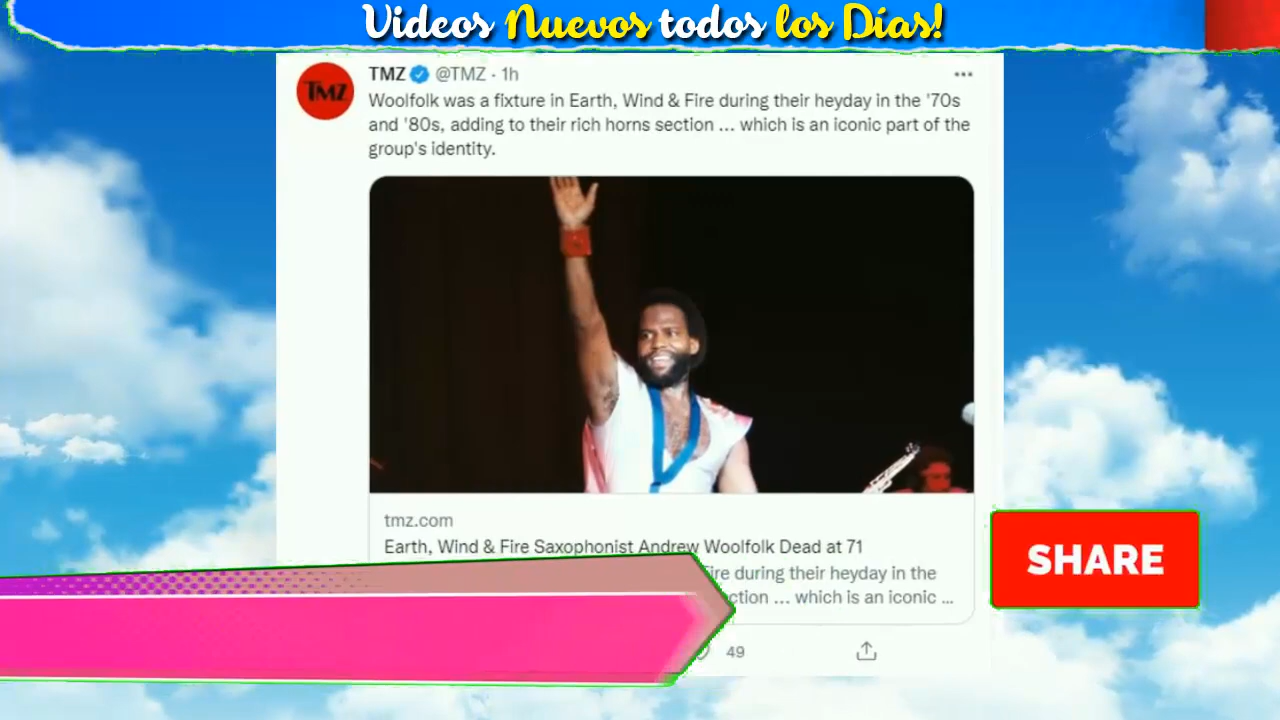 Videos Nuevos todos los Días!
TMZ @TMZ · 1h
TMZ
Woolfolk was a fixture in Earth, Wind & Fire during their heyday in the '70s
and '80s, adding to their rich horns section ... which is an iconic part of the
group's identity.
tmz.com
Earth, Wind & Fire Saxophonist Andrew Woolfolk Dead at 71
Fire during their heyday in the
section ... which is an iconic ...
SHARE
49